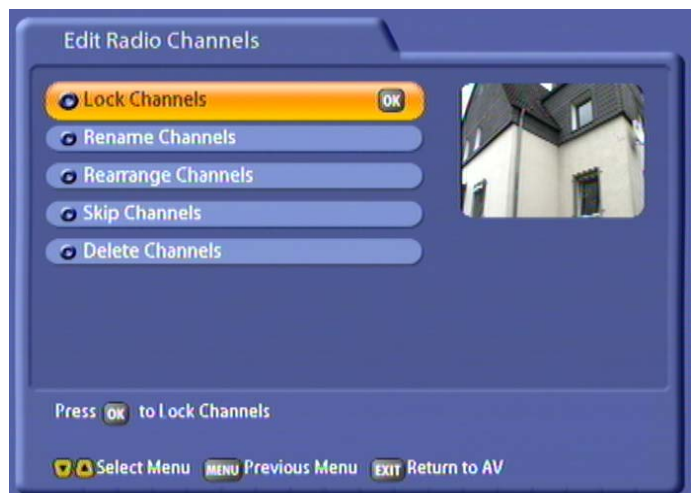 Edit Radio Channels
Lock Channels OK
Rename Channels
Rearrange Channels
Skip Channels
Delete Channels
Press OK to Lock Channels
Select Menu MENU Previous Menu EXIT Return to AV